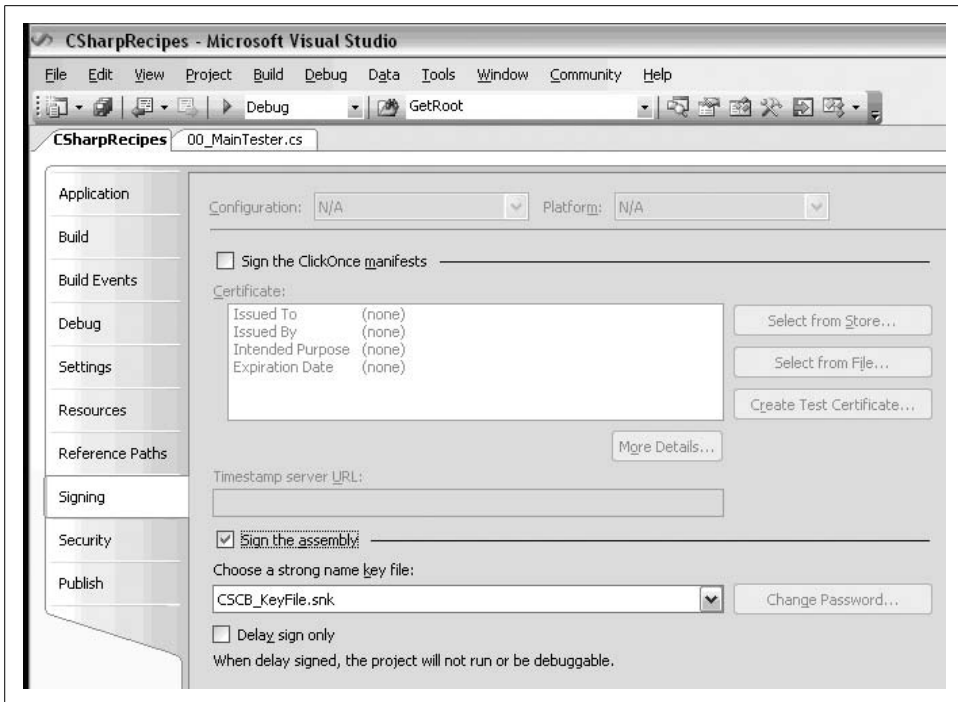 CSharpRecipes - Microsoft Visual Studio
File Edit View Project Build Debug Data Tools Window Community Help
Debug GetRoot
CSharpRecipes 00_MainTester.cs
Application
Build
Build Events
Debug
Settings
Resources
Reference Paths
Signing
Security
Publish
Configuration: N/A Platform: N/A
Sign the ClickOnce manifests
Certificate:
Issued To (none)
Issued By (none)
Intended Purpose (none)
Expiration Date (none)
Select from Store...
Select from File...
Create Test Certificate...
More Details...
Timestamp server URL:
Sign the assembly
Choose a strong name key file:
CSCB_KeyFile.snk
Change Password...
Delay sign only
When delay signed, the project will not run or be debuggable.